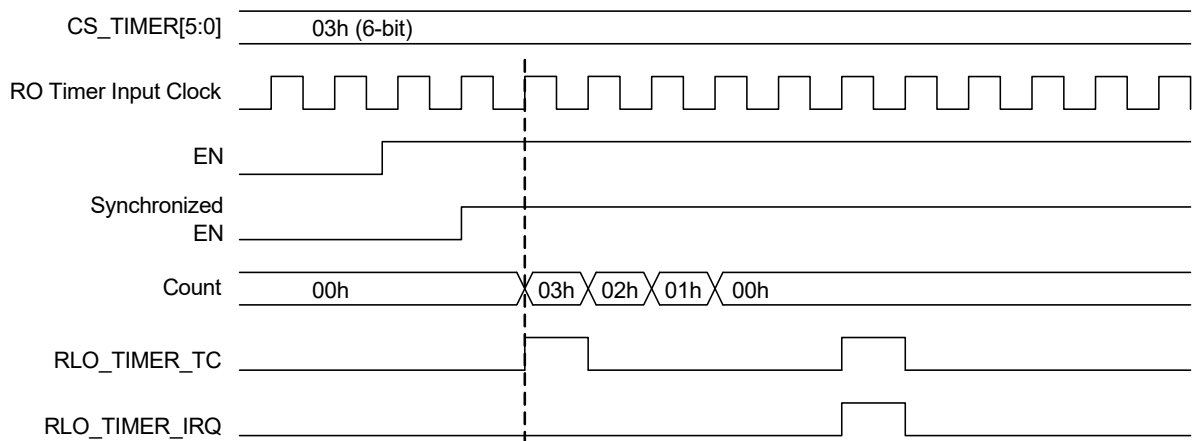 CS_TIMER[5:0] 03h (6-bit)
RO Timer Input Clock
EN
Synchronized
EN
Count 00h 03h 02h 01h 00h
RLO_TIMER_TC
RLO_TIMER_IRQ